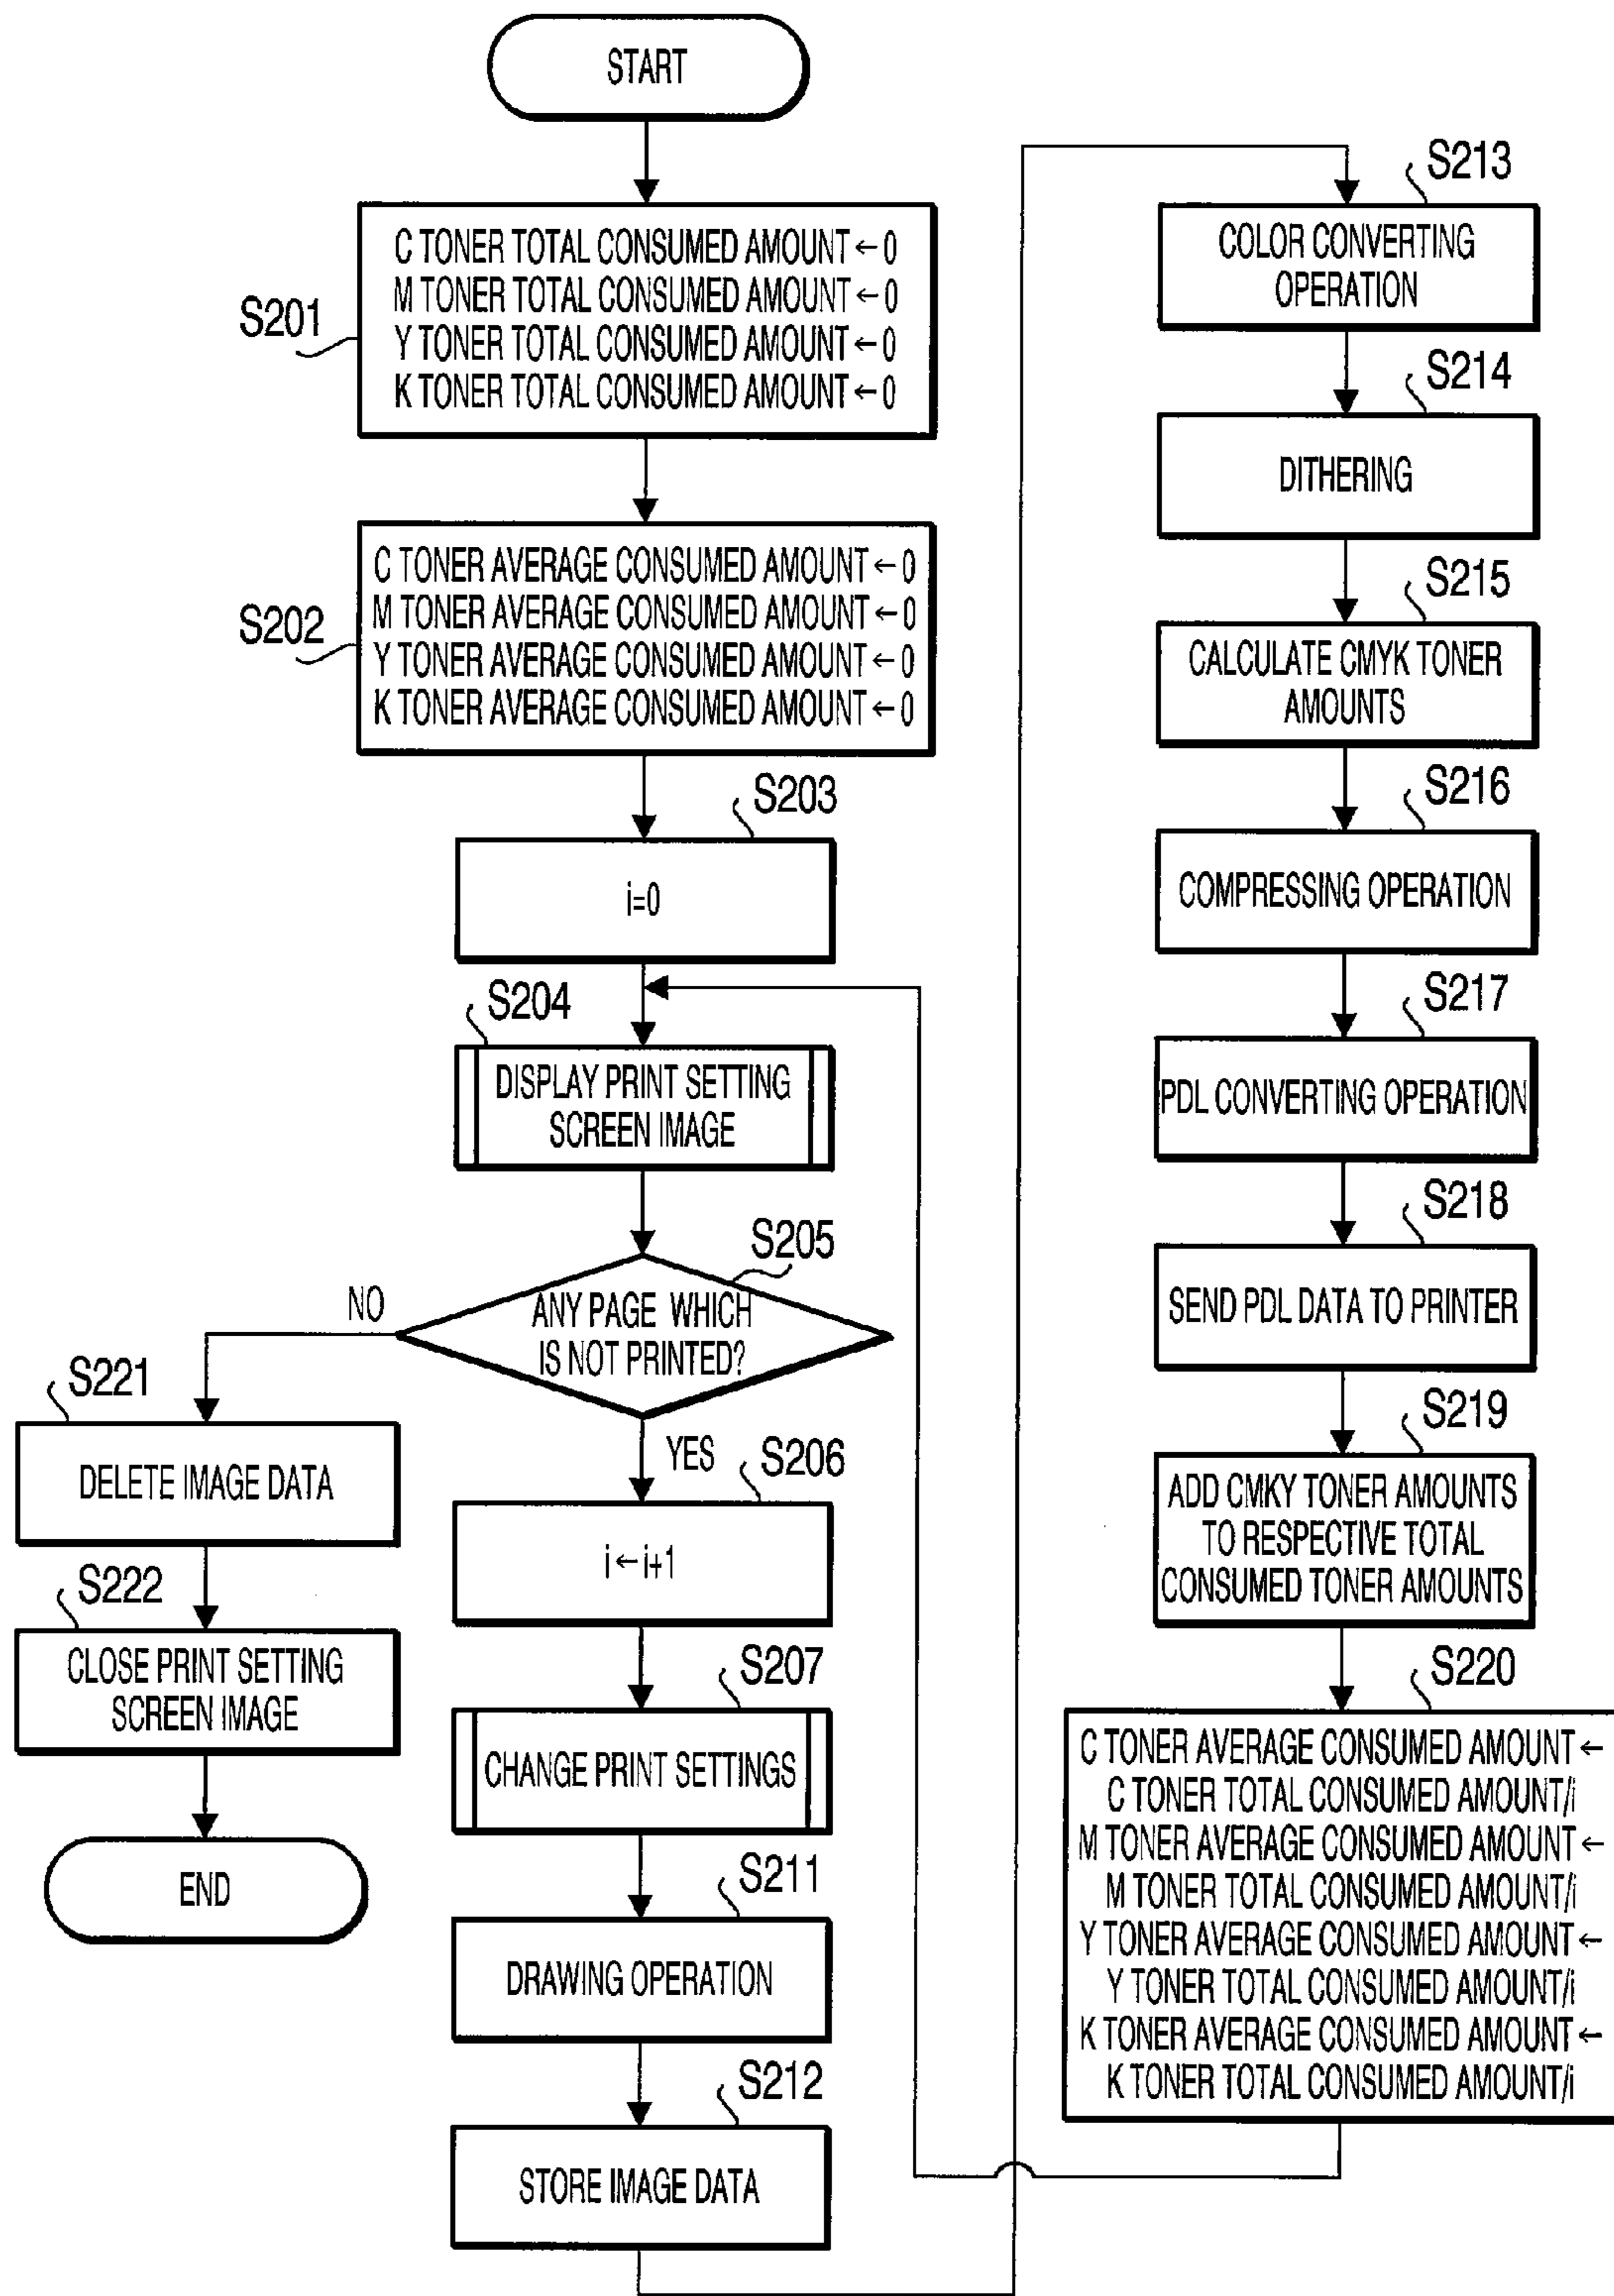 START
S201
C TONER TOTAL CONSUMED AMOUNT ← 0
M TONER TOTAL CONSUMED AMOUNT ← 0
Y TONER TOTAL CONSUMED AMOUNT ← 0
K TONER TOTAL CONSUMED AMOUNT ← 0
S202
C TONER AVERAGE CONSUMED AMOUNT ← 0
M TONER AVERAGE CONSUMED AMOUNT ← 0
Y TONER AVERAGE CONSUMED AMOUNT ← 0
K TONER AVERAGE CONSUMED AMOUNT ← 0
S203
i=0
S204
DISPLAY PRINT SETTING
SCREEN IMAGE
S205
ANY PAGE WHICH
IS NOT PRINTED?
NO
S221
DELETE IMAGE DATA
S222
CLOSE PRINT SETTING
SCREEN IMAGE
END
YES
S206
i ← i+1
S207
CHANGE PRINT SETTINGS
S211
DRAWING OPERATION
S212
STORE IMAGE DATA
S213
COLOR CONVERTING
OPERATION
S214
DITHERING
S215
CALCULATE CMYK TONER
AMOUNTS
S216
COMPRESSING OPERATION
S217
PDL CONVERTING OPERATION
S218
SEND PDL DATA TO PRINTER
S219
ADD CMKY TONER AMOUNTS
TO RESPECTIVE TOTAL
CONSUMED TONER AMOUNTS
S220
C TONER AVERAGE CONSUMED AMOUNT ←
C TONER TOTAL CONSUMED AMOUNT/i
M TONER AVERAGE CONSUMED AMOUNT ←
M TONER TOTAL CONSUMED AMOUNT/i
Y TONER AVERAGE CONSUMED AMOUNT ←
Y TONER TOTAL CONSUMED AMOUNT/i
K TONER AVERAGE CONSUMED AMOUNT ←
K TONER TOTAL CONSUMED AMOUNT/i